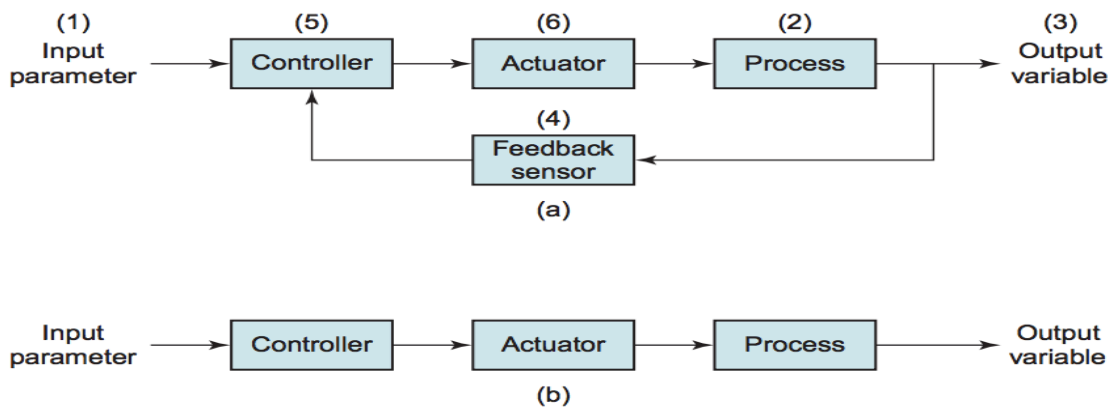 (1)
(5)
(6)
(2)
(3)
Input
parameter
Controller
Actuator
Process
Output
variable
(4)
Feedback
sensor
(a)
Input
parameter
Controller
Actuator
Process
Output
variable
(b)